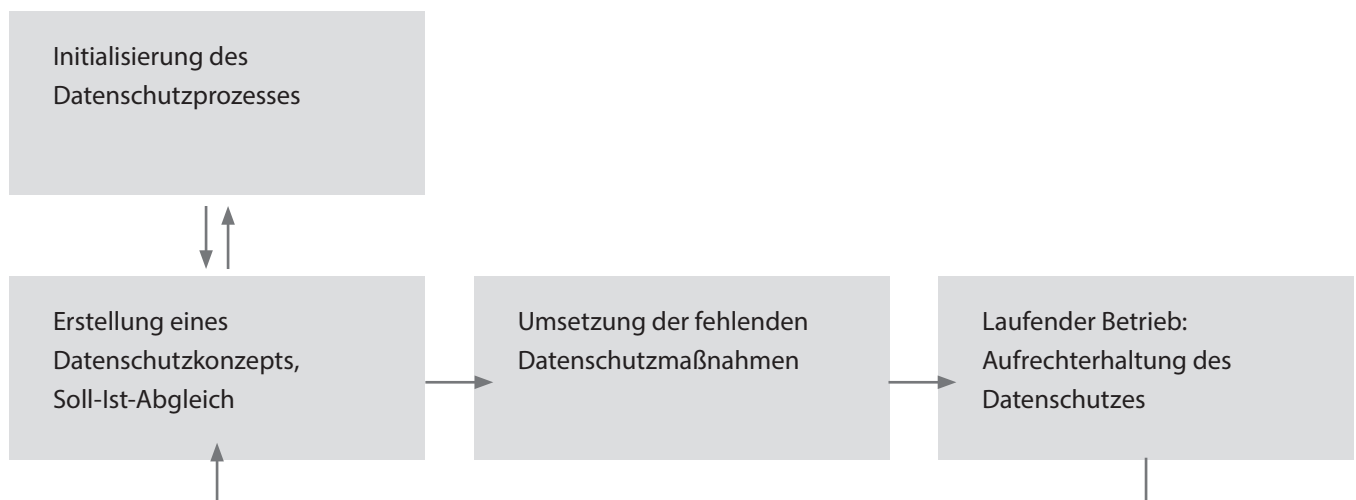 Initialisierung des
Datenschutzprozesses
Erstellung eines
Datenschutzkonzepts,
Soll-Ist-Abgleich
Umsetzung der fehlenden
Datenschutzmaßnahmen
Laufender Betrieb:
Aufrechterhaltung des
Datenschutzes